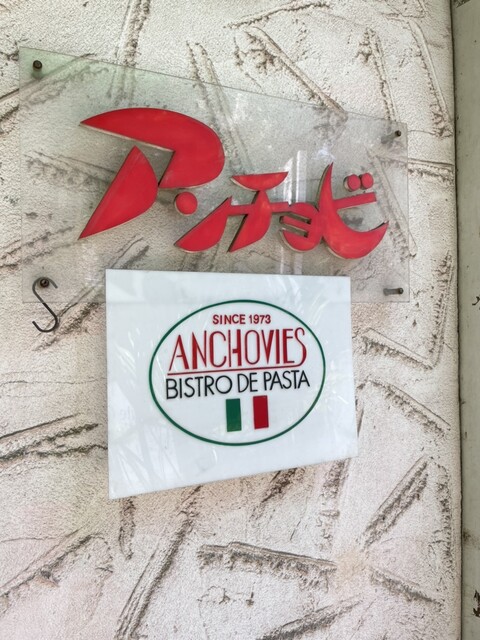 アンチョビ
SINCE 1973
ANCHOVIES
BISTRO DE PASTA